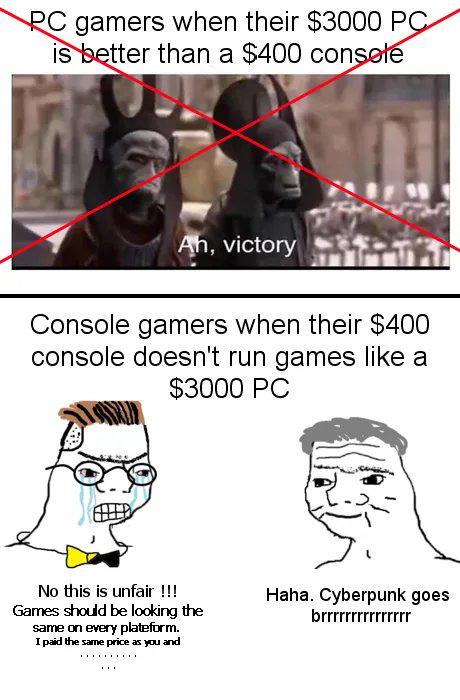 PC gamers when their $3000 PC
is better than a $400 console
Ah, victory
Console gamers when their $400
console doesn't run games like a
$3000 PC
No this is unfair !!!
Games should be looking the
same on every plateform.
I paid the same price as you and
. . . . . . . . . .
. . .
Haha. Cyberpunk goes
brrrrrrrrrrrrrrr